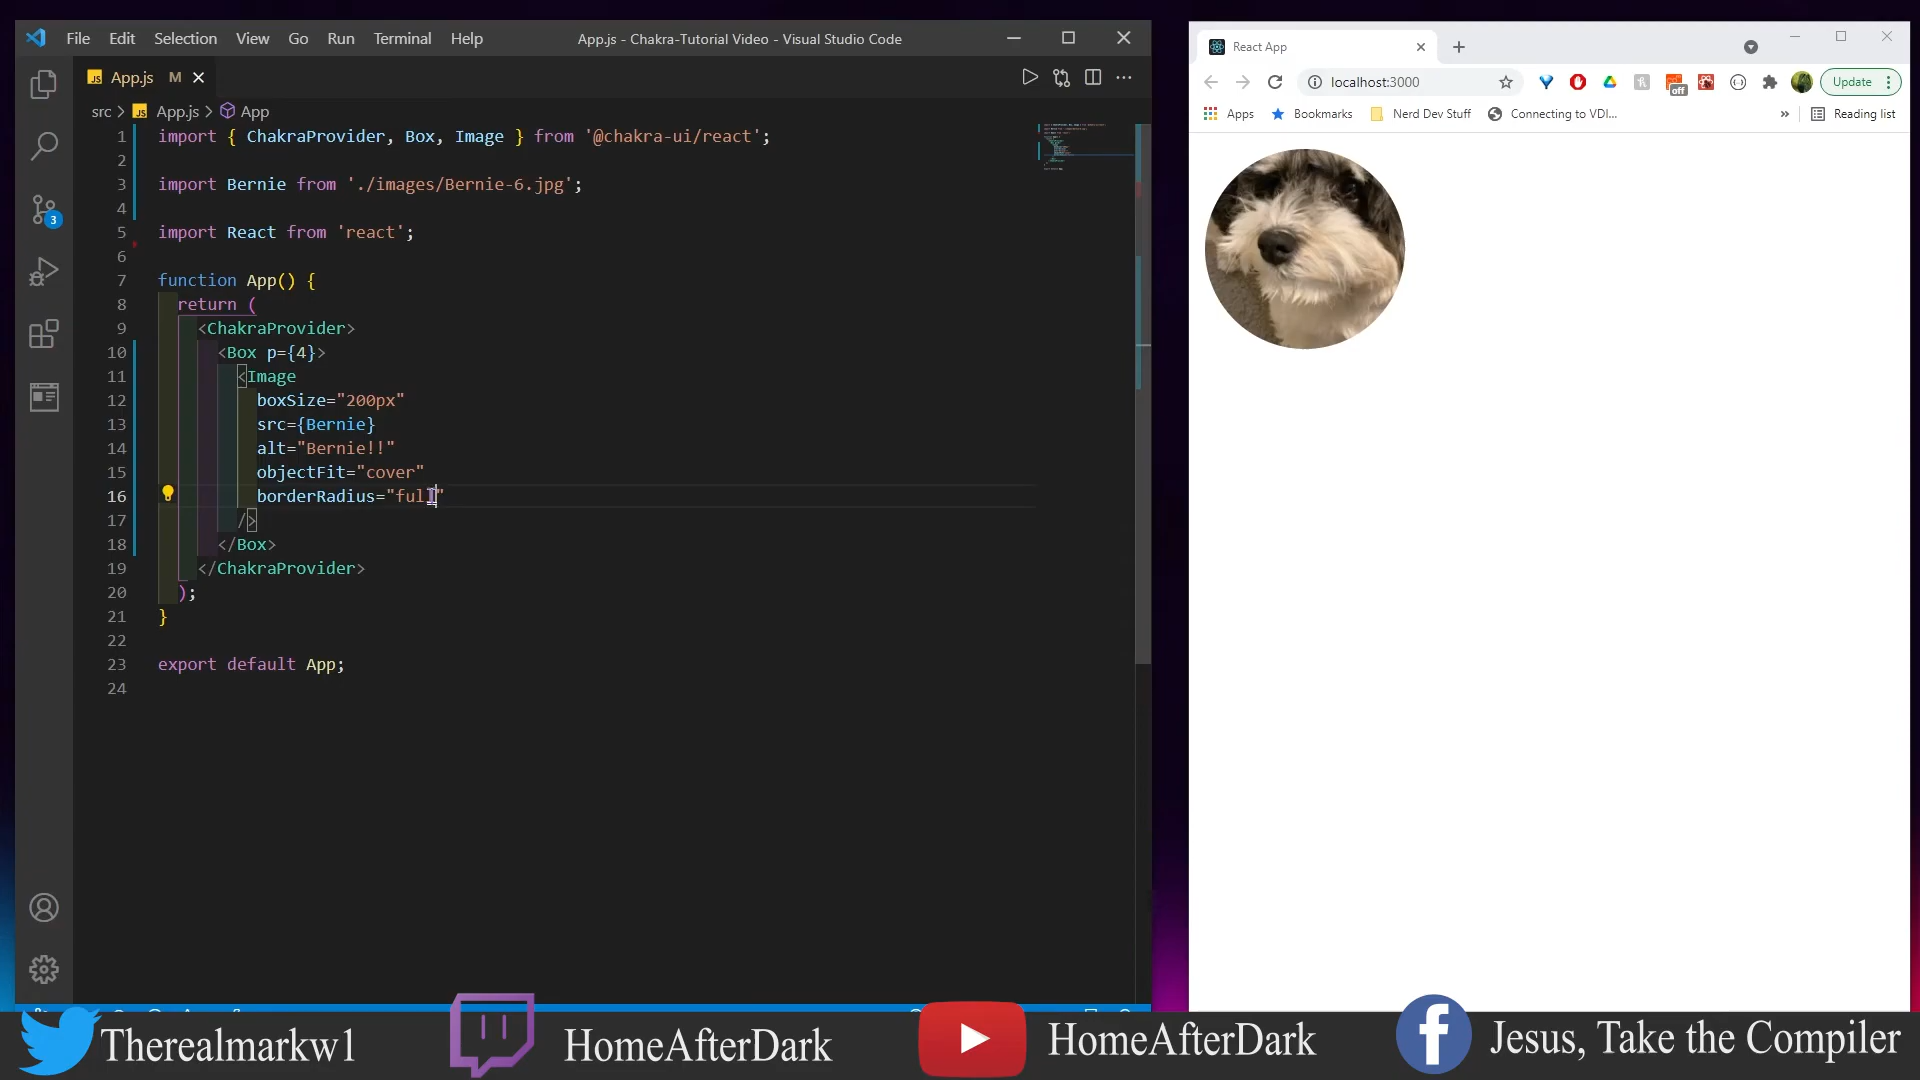 File Edit Selection View Go Run Terminal Help
App.js - Chakra-Tutorial Video - Visual Studio Code
JS App.js M
src > JS App.js > App
1 import { ChakraProvider, Box, Image } from '@chakra-ui/react';
2
3 import Bernie from './images/Bernie-6.jpg';
4
5 import React from 'react';
6
7 function App() {
8 return (
9 <ChakraProvider>
10 <Box p={4}>
11 <Image
12 boxSize="200px"
13 src={Bernie}
14 alt="Bernie!!"
15 objectFit="cover"
16 borderRadius="full"
17 />
18 </Box>
19 </ChakraProvider>
20 );
21 }
22
23 export default App;
24
3
React App
localhost:3000
off
Update
Apps Bookmarks Nerd Dev Stuff Connecting to VDI... » Reading list
Therealmarkw1
HomeAfterDark
HomeAfterDark
Jesus, Take the Compiler